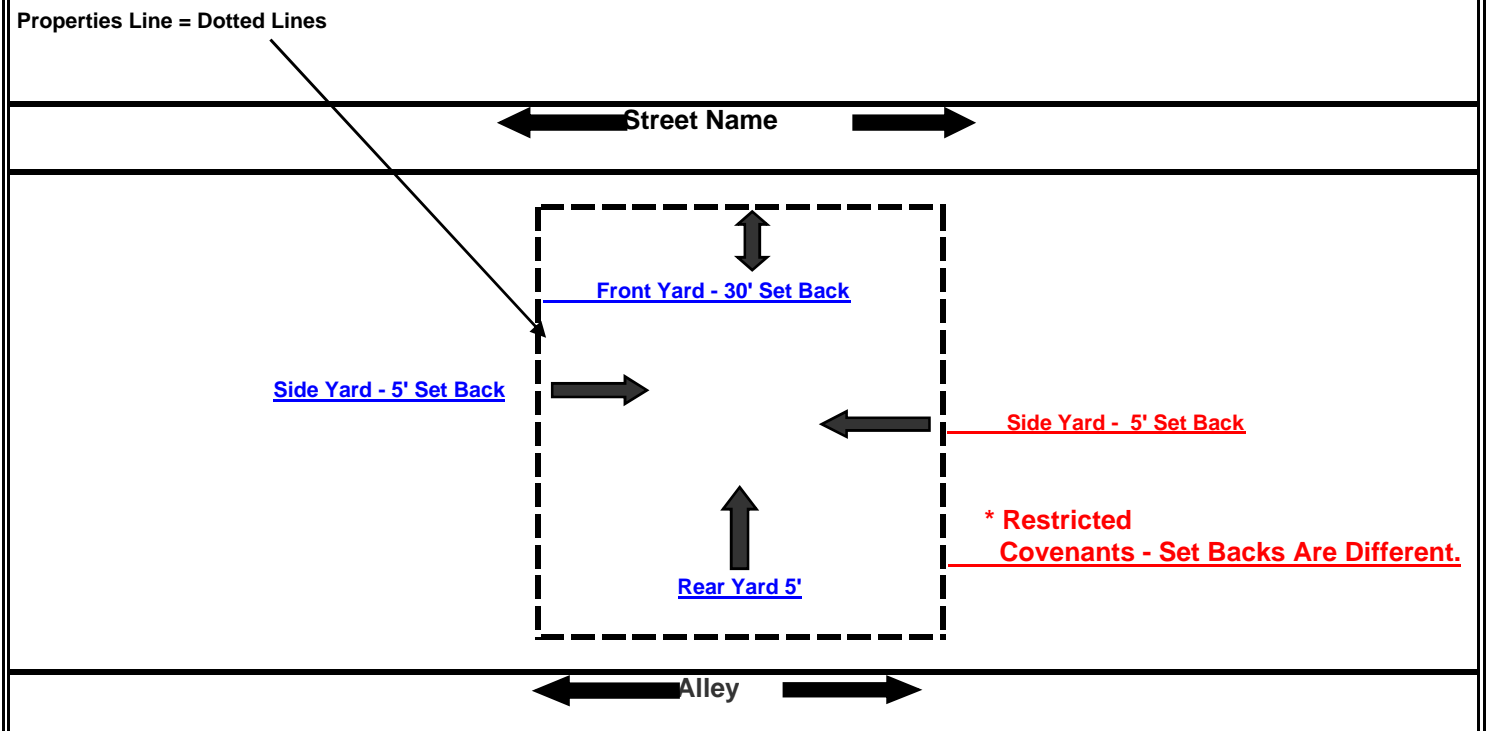 Properties Line = Dotted Lines
Street Name
Front Yard - 30' Set Back
Side Yard - 5' Set Back
Side Yard - 5' Set Back
* Restricted
Covenants - Set Backs Are Different.
Rear Yard 5'
Alley